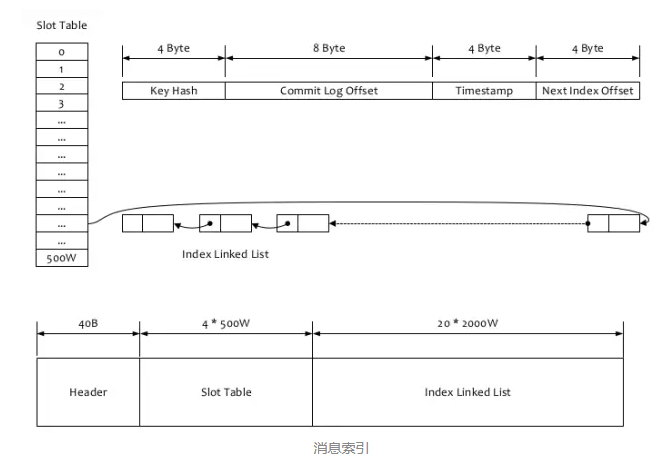 Slot Table
0
1
2
3
...
...
...
...
...
...
...
...
500W
4 Byte 8 Byte 4 Byte 4 Byte
Key Hash Commit Log Offset Timestamp Next Index Offset
Index Linked List
40B 4 * 500W 20 * 2000W
Header Slot Table Index Linked List
消息索引